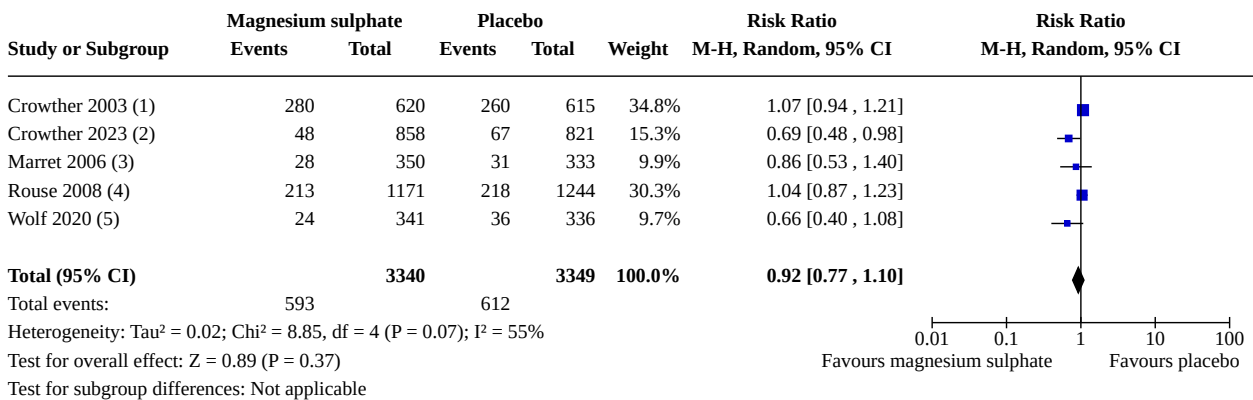 Magnesium sulphate Placebo Risk Ratio Risk Ratio
Study or Subgroup Events Total Events Total Weight M-H, Random, 95% CI M-H, Random, 95% CI
Crowther 2003 (1) 280 620 260 615 34.8% 1.07 [0.94 , 1.21]
Crowther 2023 (2) 48 858 67 821 15.3% 0.69 [0.48 , 0.98]
Marret 2006 (3) 28 350 31 333 9.9% 0.86 [0.53 , 1.40]
Rouse 2008 (4) 213 1171 218 1244 30.3% 1.04 [0.87 , 1.23]
Wolf 2020 (5) 24 341 36 336 9.7% 0.66 [0.40 , 1.08]
Total (95% CI) 3340 3349 100.0% 0.92 [0.77 , 1.10]
Total events: 593 612
Heterogeneity: Tau² = 0.02; Chi² = 8.85, df = 4 (P = 0.07); I² = 55%
0.01 0.1 1 10 100
Test for overall effect: Z = 0.89 (P = 0.37) Favours magnesium sulphate Favours placebo
Test for subgroup differences: Not applicable